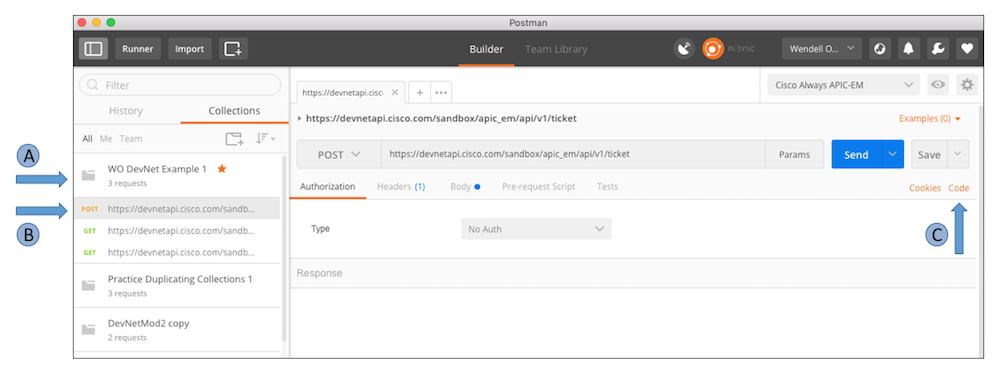 Postman
Runner Import Builder Team Library IN SYNC Wendell O...
Filter
History Collections
All Me Team
A
WO DevNet Example 1
3 requests
B
POST https://devnetapi.cisco.com/sandb...
GET https://devnetapi.cisco.com/sandb...
GET https://devnetapi.cisco.com/sandb...
Practice Duplicating Collections 1
3 requests
DevNetMod2 copy
2 requests
https://devnetapi.cisc Cisco Always APIC-EM
https://devnetapi.cisco.com/sandbox/apic_em/api/v1/ticket Examples (0)
POST https://devnetapi.cisco.com/sandbox/apic_em/api/v1/ticket Params Send Save
Authorization Headers (1) Body Pre-request Script Tests Cookies Code
Type No Auth
C
Response